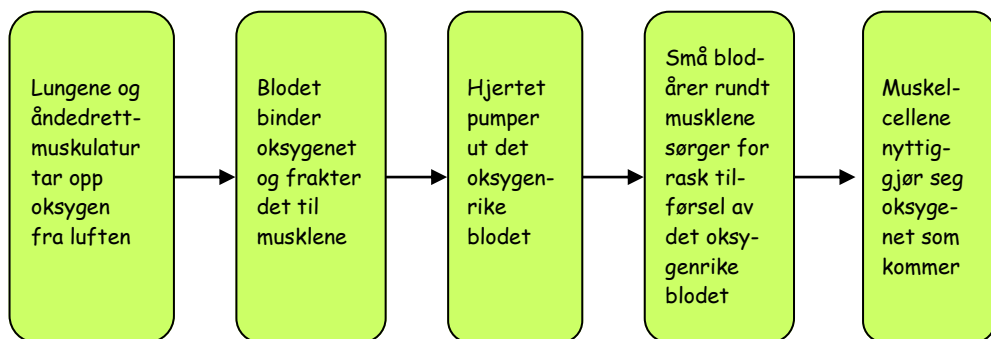 Lungene og
åndedrett-
muskulatur
tar opp
oksygen
fra luften
Blodet
binder
oksygenet
og frakter
det til
musklene
Hjertet
pumper
ut det
oksygen-
rike
blodet
Små blod-
årer rundt
musklene
sørger for
rask til-
førsel av
det oksy-
genrike
blodet
Muskel-
cellene
nyttig-
gjør seg
oksyge-
net som
kommer